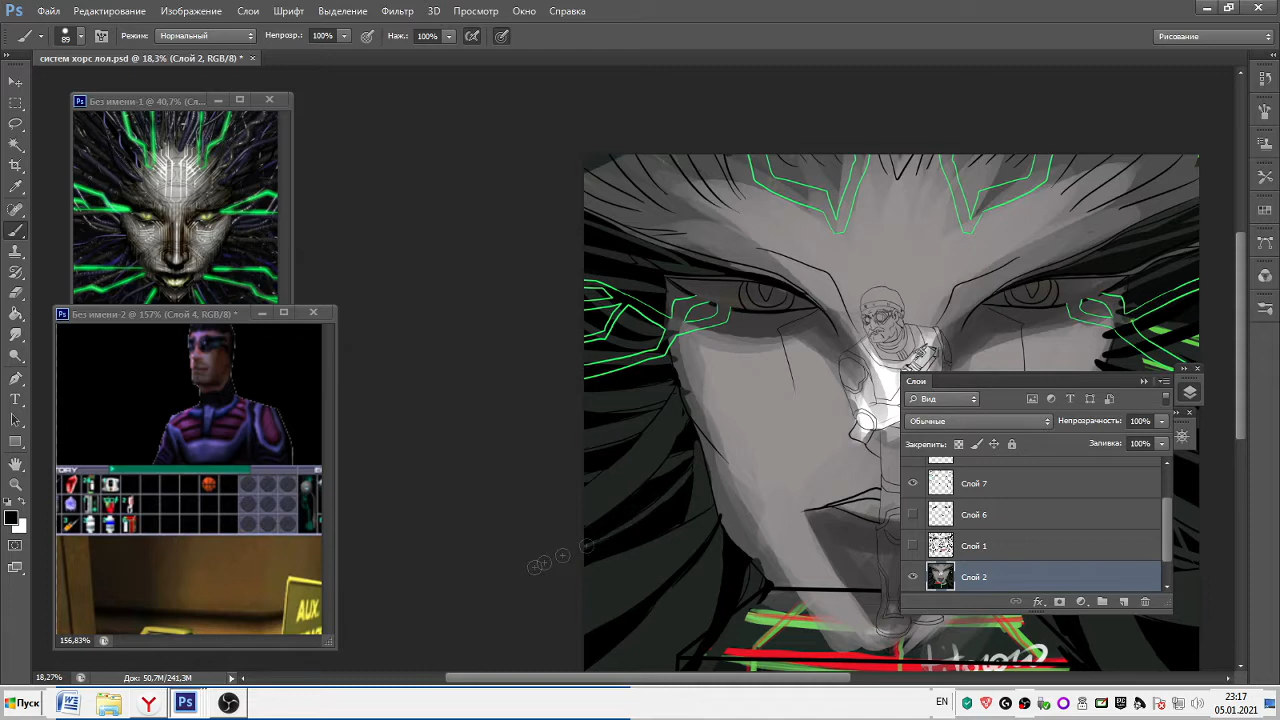 Ps Файл Редактирование Изображение Слои Шрифт Выделение Фильтр 3D Просмотр Окно Справка
89 Режим: Нормальный Непрозр.: 100% Наж.: 100% Рисование
систем хорс лол.psd @ 18,3% (Слой 2, RGB/8) *
Ps Без имени-1 @ 40,7% (Сл...
Ps Без имени-2 @ 157% (Слой 4, RGB/8) *
AUX.
156,83%
Слои
Вид
Обычные Непрозрачность: 100%
Закрепить: Заливка: 100%
Слой 7
Слой 6
Слой 1
Слой 2
18,27% Док: 50,7M/241,3M
Пуск W Y Ps EN 23:17
05.01.2021